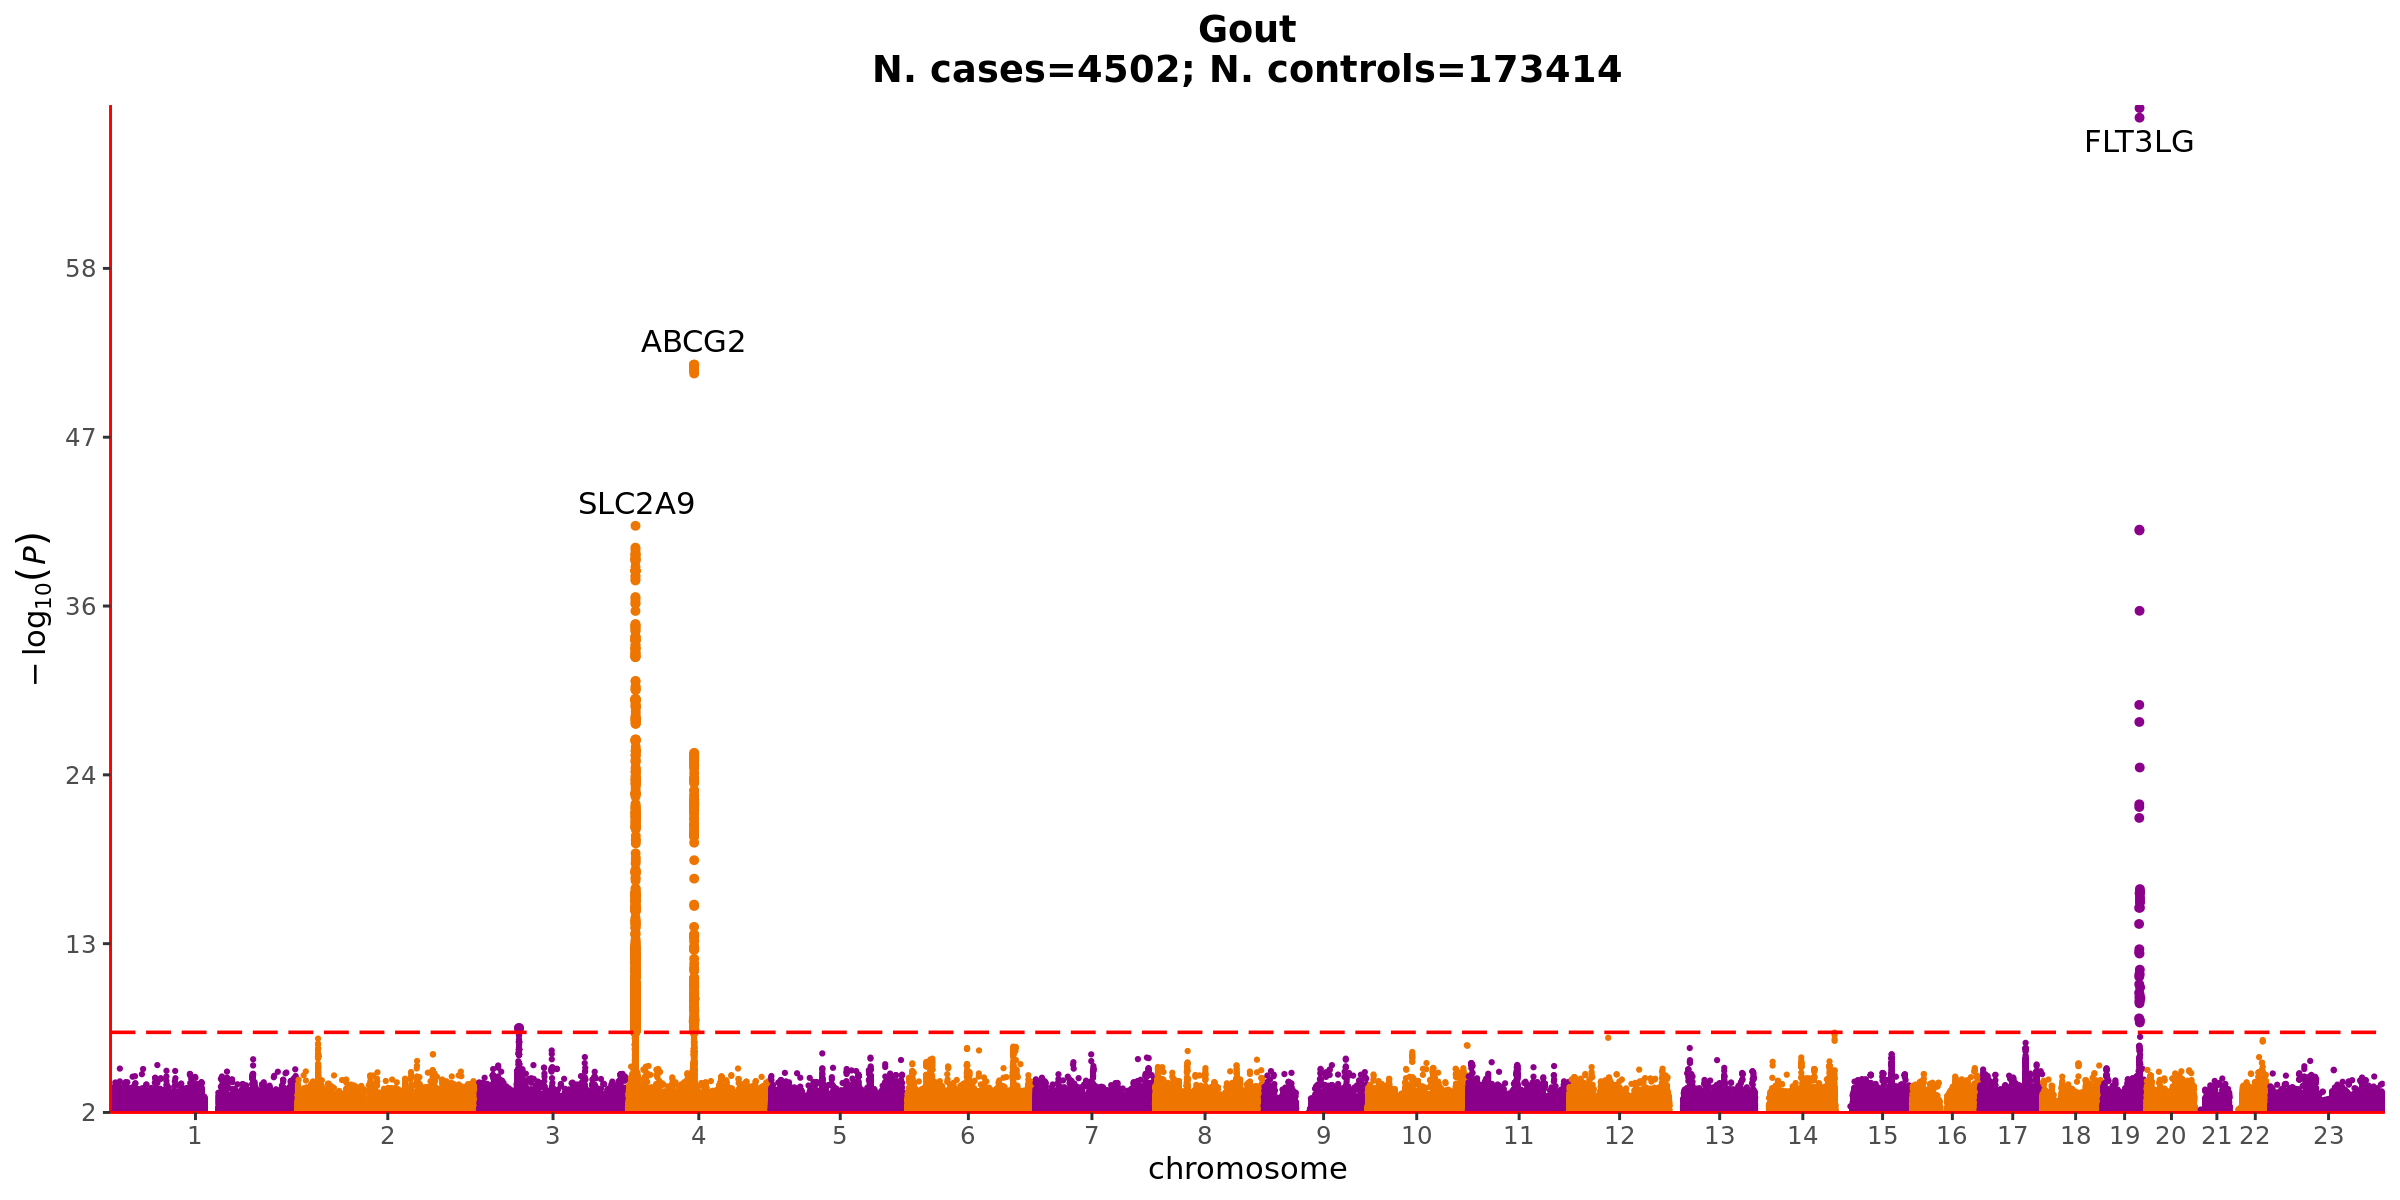 Gout
N. cases=4502; N. controls=173414
FLT3LG
58
ABCG2
47
SLC2A9
36
− log10(P)
24
13
2
1 2 3 4 5 6 7 8 9 10 11 12 13 14 15 16 17 18 19 20 21 22 23
chromosome